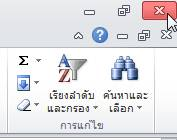 Σ
A
Z
เรียงลำดับ ค้นหาและ
และกรอง เลือก
การแก้ไข